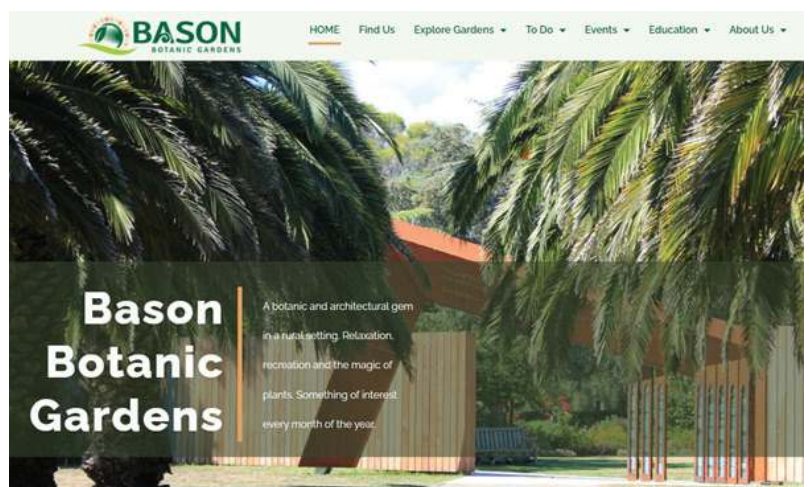 BASON
BOTANIC GARDENS
HOME Find Us Explore Gardens To Do Events Education About Us
Bason
Botanic
Gardens
A botanic and architectural gem
in a rural setting. Relaxation,
recreation and the magic of
plants. Something of interest
every month of the year.